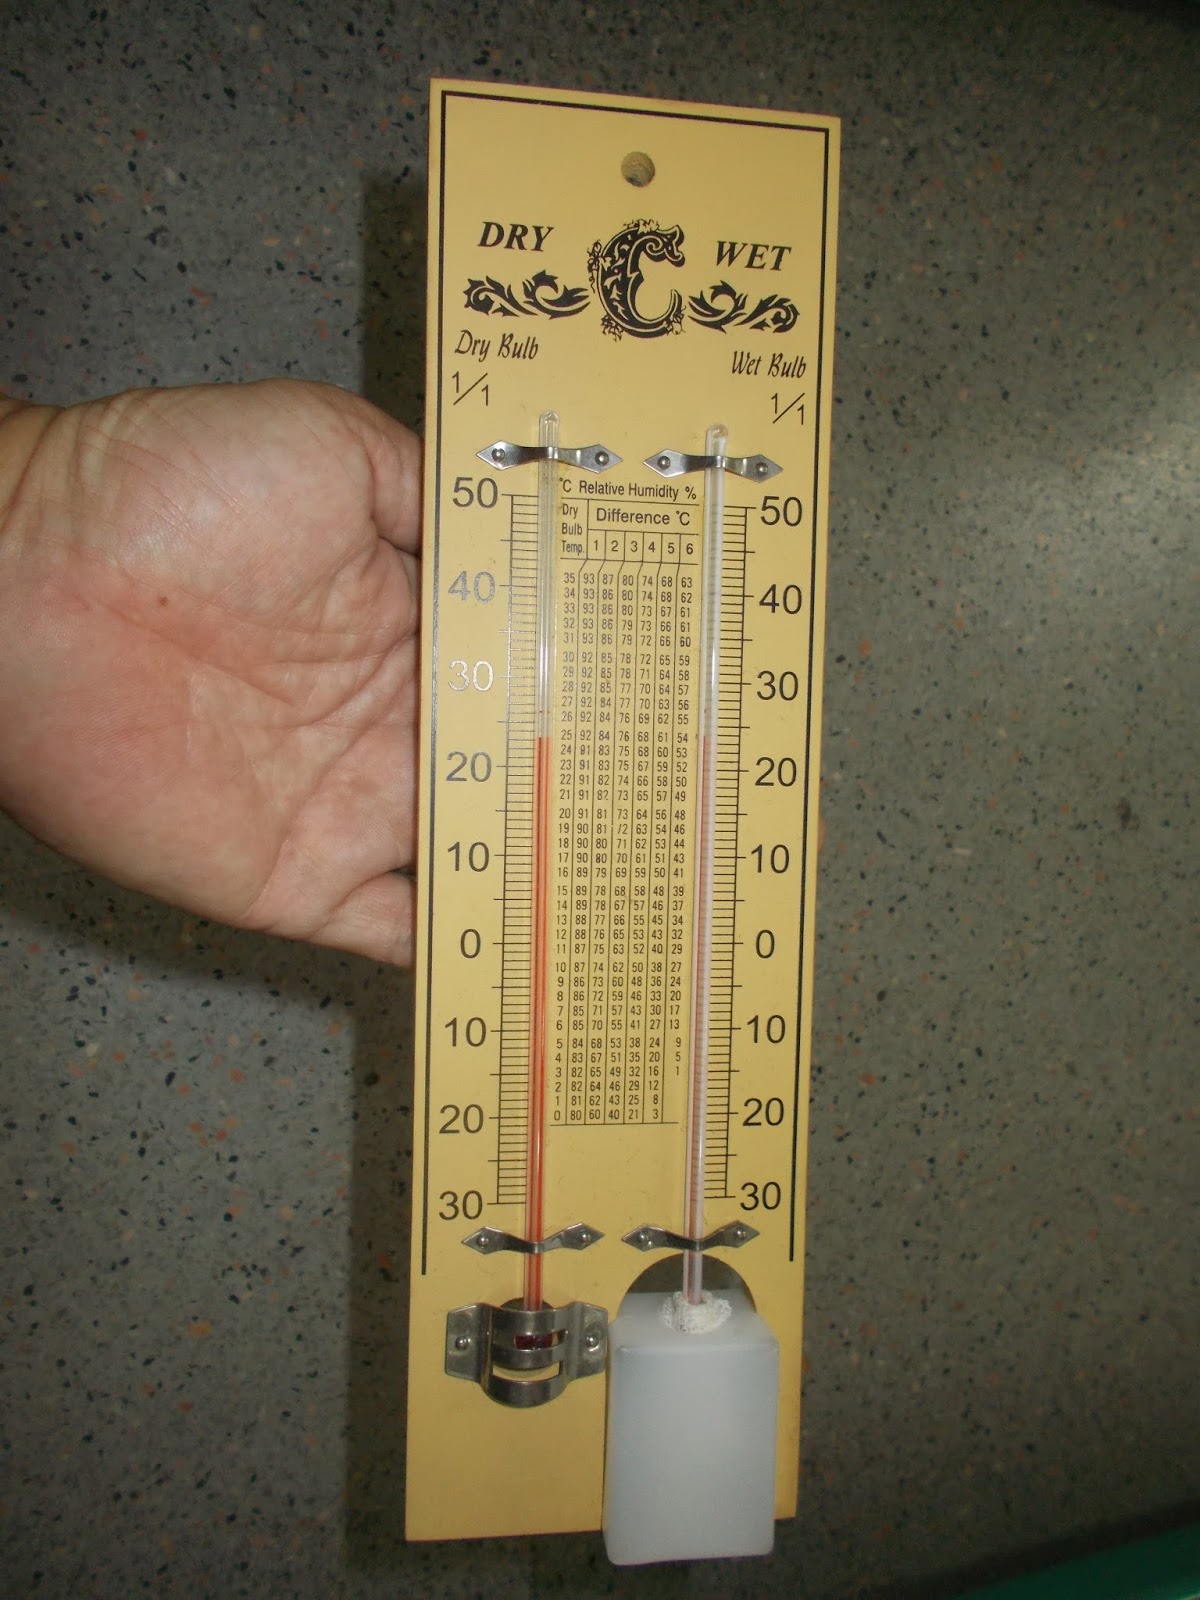 DRY C WET
Dry Bulb Wet Bulb
1/1 1/1
°C Relative Humidity %
Dry Bulb Temp. Difference °C
1 2 3 4 5 6
35 93 87 80 74 68 63
34 93 86 80 74 68 62
33 93 86 80 73 67 61
32 93 86 79 73 66 61
31 93 86 79 72 66 60
30 92 85 78 72 65 59
29 92 85 78 71 64 58
28 92 85 77 70 64 57
27 92 84 77 70 63 56
26 92 84 76 69 62 55
25 92 84 76 68 61 54
24 91 83 75 68 60 53
23 91 83 75 67 59 52
22 91 82 74 66 58 50
21 91 82 73 65 57 49
20 91 81 73 64 56 48
19 90 81 72 63 54 46
18 90 80 71 62 53 44
17 90 80 70 61 51 43
16 89 79 69 59 50 41
15 89 78 68 58 48 39
14 89 78 67 57 46 37
13 88 77 66 55 45 34
12 88 76 65 53 43 32
11 87 75 63 52 40 29
10 87 74 62 50 38 27
9 86 73 60 48 36 24
8 86 72 59 46 33 20
7 85 71 57 43 30 17
6 85 70 55 41 27 13
5 84 68 53 38 24 9
4 83 67 51 35 20 5
3 82 65 49 32 16 1
2 82 64 46 29 12
1 81 62 43 25 8
0 80 60 40 21 3
50 50
40 40
30 30
20 20
10 10
0 0
10 10
20 20
30 30